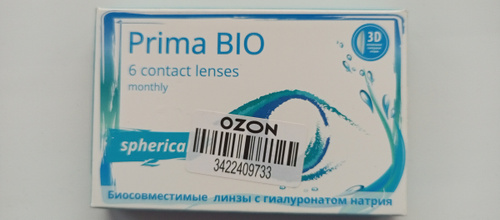 Prima BIO
3D
6 contact lenses
monthly
OZON
spherica
3422409733
Биосовместимые линзы с гиалуронатом натрия